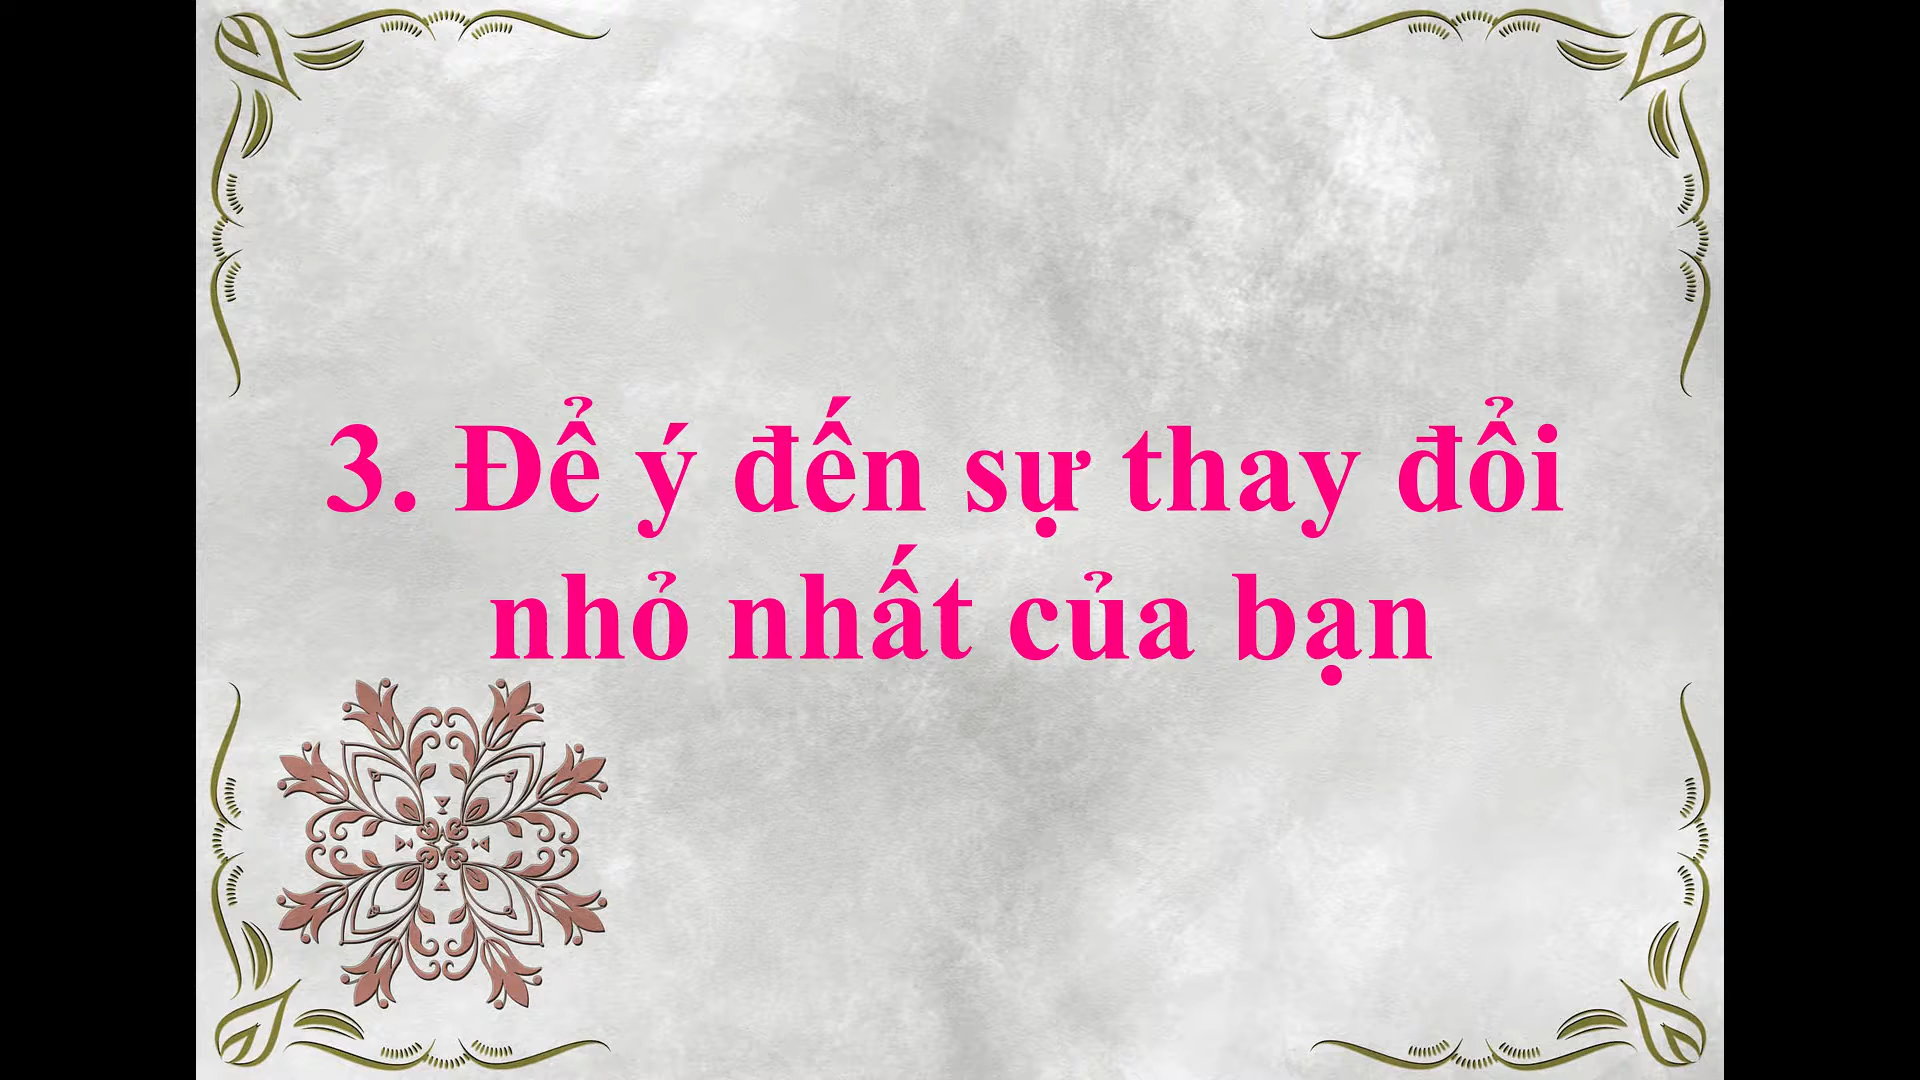 3. Để ý đến sự thay đổi
nhỏ nhất của bạn